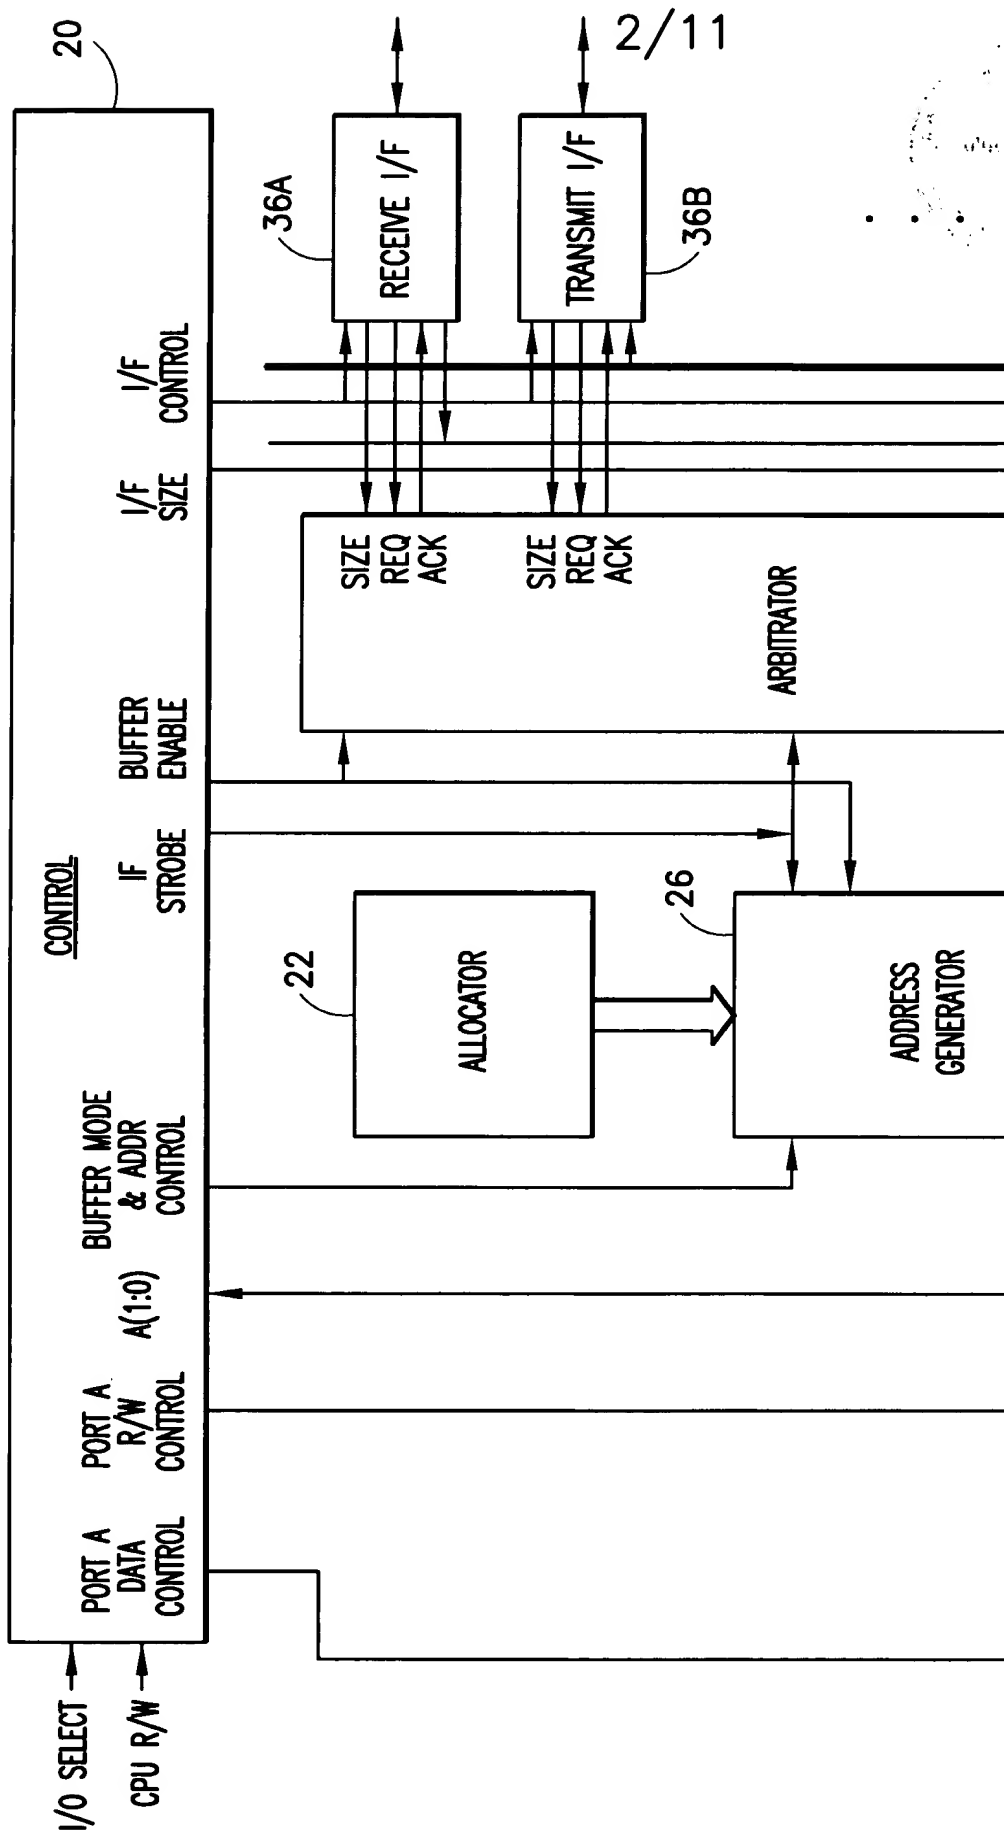 2/11
20
CONTROL
I/O SELECT
CPU R/W
PORT A
DATA
CONTROL
PORT A
R/W
CONTROL
A(1:0)
BUFFER MODE
& ADDR
CONTROL
IF
STROBE
BUFFER
ENABLE
I/F
SIZE
I/F
CONTROL
22
ALLOCATOR
26
ADDRESS
GENERATOR
ARBITRATOR
SIZE
REQ
ACK
SIZE
REQ
ACK
36A
RECEIVE I/F
TRANSMIT I/F
36B